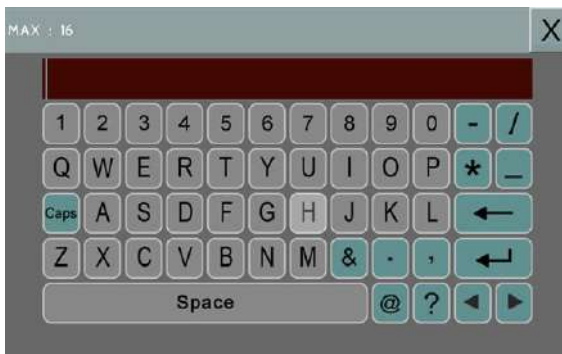 MAX : 16 X
1 2 3 4 5 6 7 8 9 0 - /
Q W E R T Y U I O P * _
Caps A S D F G H J K L ←
Z X C V B N M & . , ↵
Space @ ? ◀ ▶